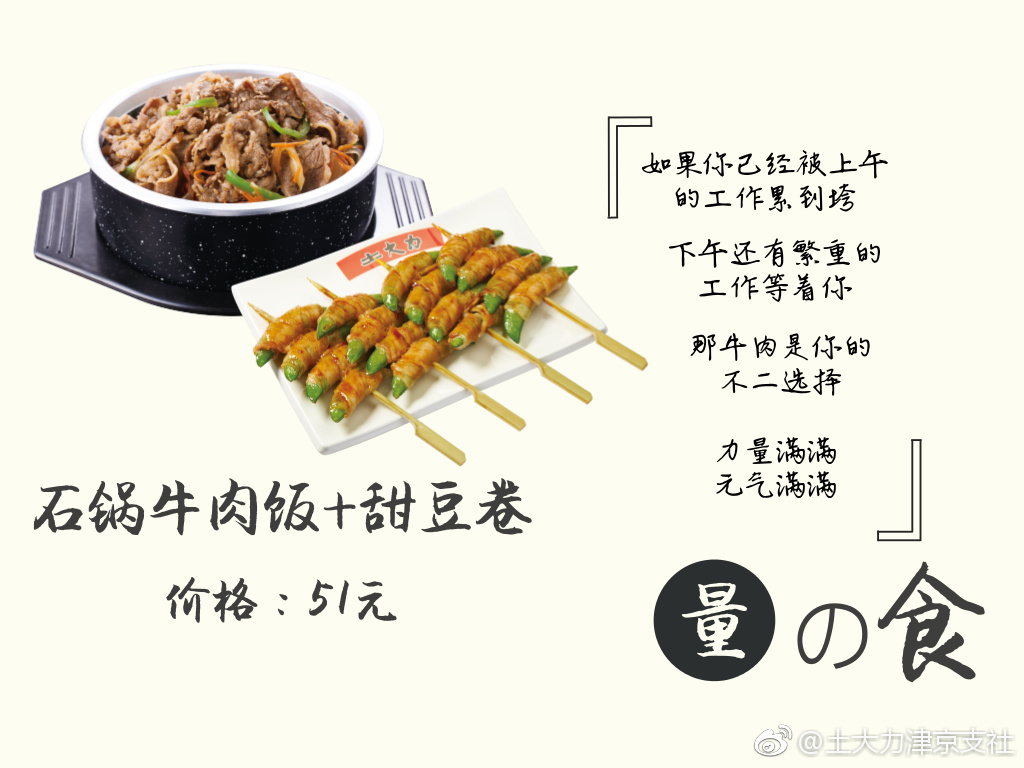 土大力
石锅牛肉饭+甜豆卷
价格：51元
如果你已经被上午
的工作累到垮
下午还有繁重的
工作等着你
那牛肉是你的
不二选择
力量满满
元气满满
量の食
@土大力津京支社